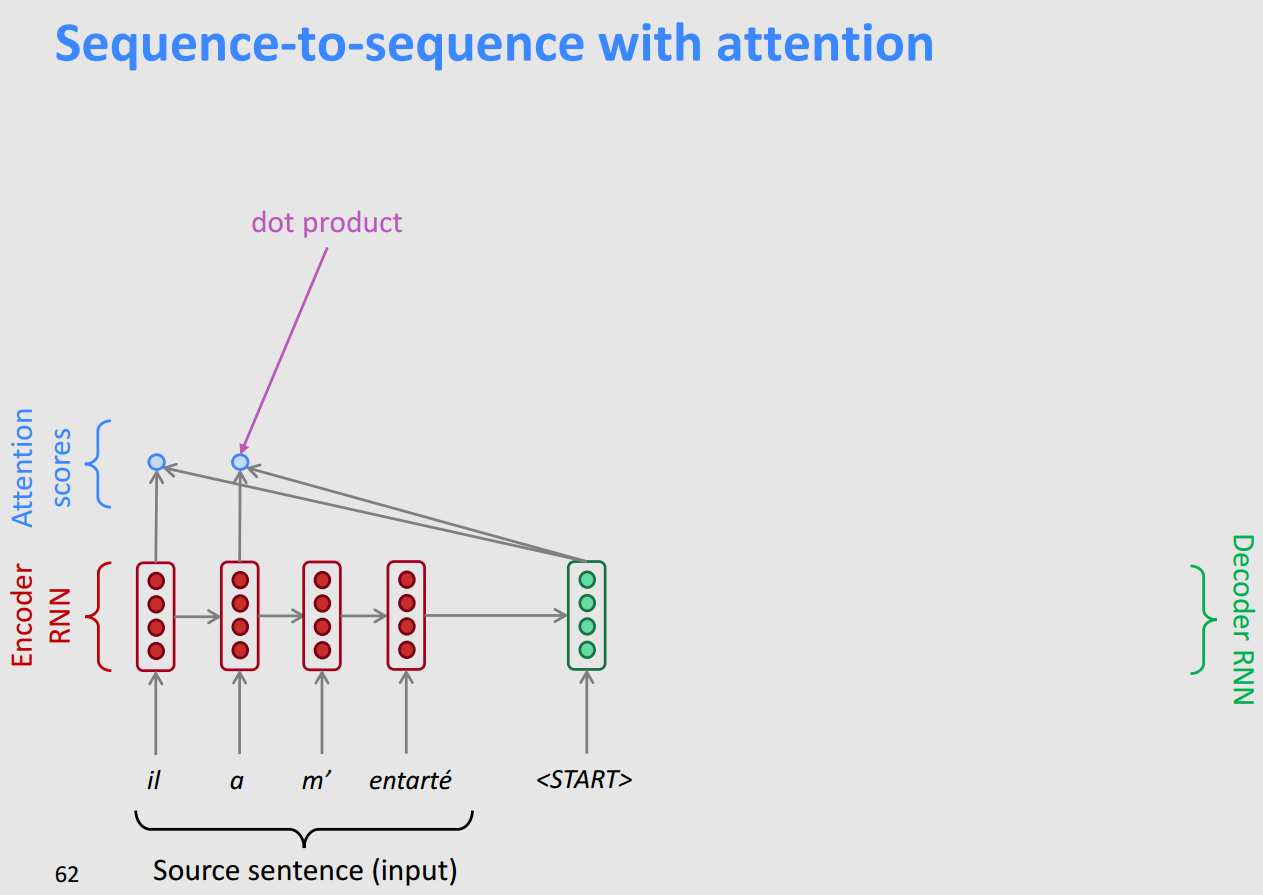 Sequence-to-sequence with attention
dot product
Attention
scores
Encoder
RNN
Decoder RNN
il a m’ entarté <START>
Source sentence (input)
62